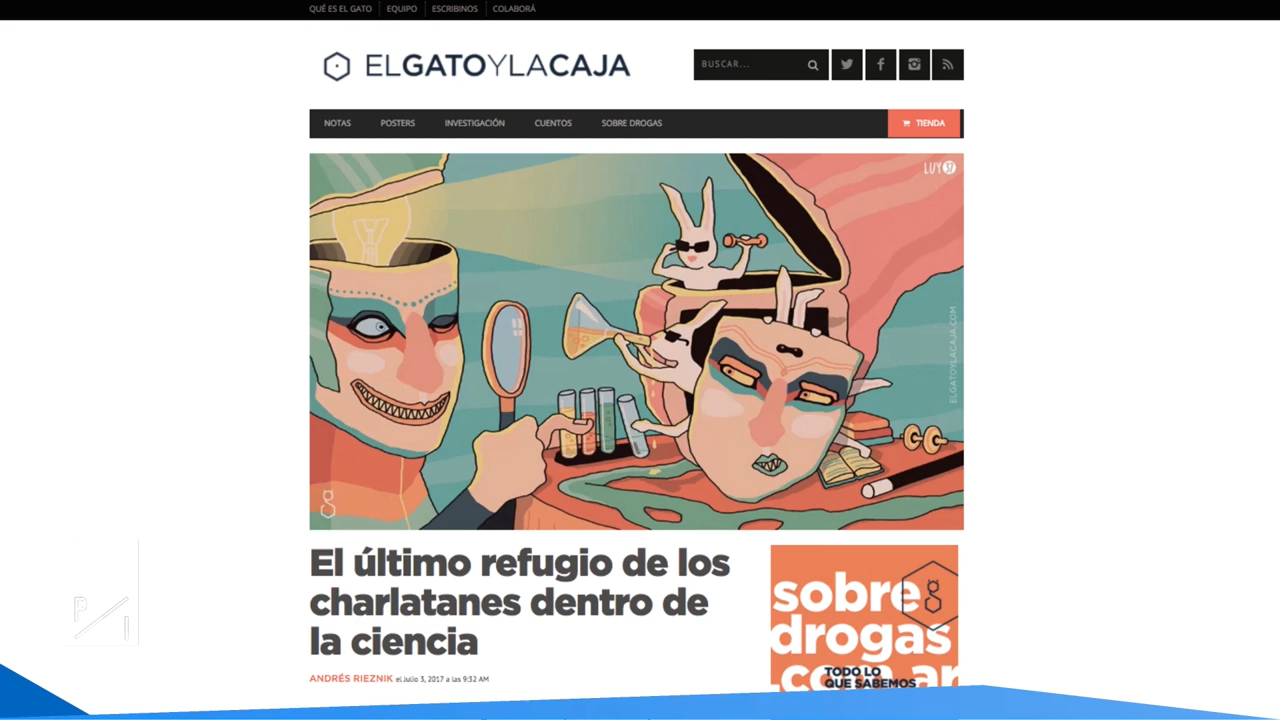 QUÉ ES EL GATO EQUIPO ESCRIBINOS COLABORÁ
ELGATOYLACAJA
BUSCAR...
NOTAS POSTERS INVESTIGACIÓN CUENTOS SOBRE DROGAS TIENDA
LUY
ELGATOYLACAJA.COM
El último refugio de los
charlatanes dentro de
la ciencia
ANDRÉS RIEZNIK el Julio 3, 2017 a las 9:32 AM
sobre
drogas
.com.ar
TODO LO
QUE SABEMOS
P/I